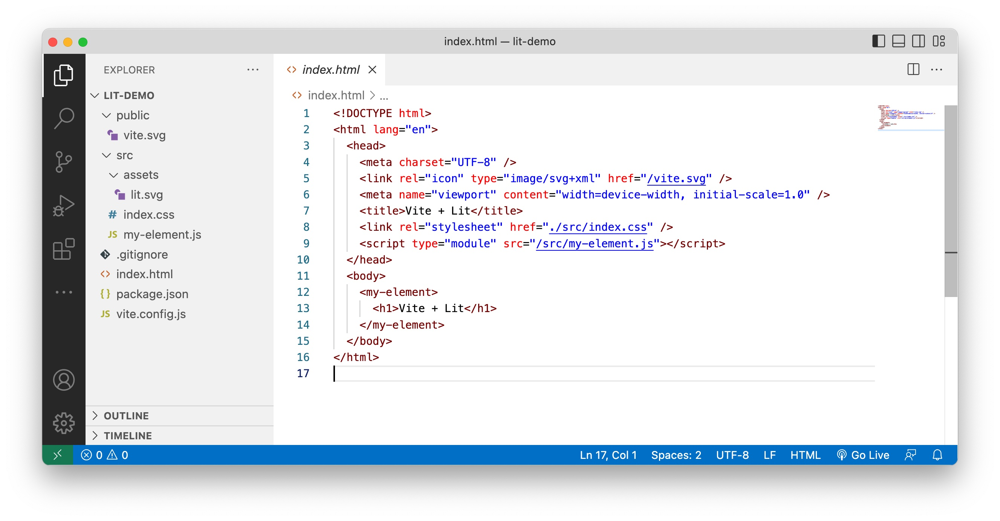 index.html — lit-demo
EXPLORER
LIT-DEMO
public
vite.svg
src
assets
lit.svg
# index.css
JS my-element.js
.gitignore
<> index.html
{} package.json
JS vite.config.js
OUTLINE
TIMELINE
<> index.html
<> index.html > ...
1 <!DOCTYPE html>
2 <html lang="en">
3 <head>
4 <meta charset="UTF-8" />
5 <link rel="icon" type="image/svg+xml" href="/vite.svg" />
6 <meta name="viewport" content="width=device-width, initial-scale=1.0" />
7 <title>Vite + Lit</title>
8 <link rel="stylesheet" href="./src/index.css" />
9 <script type="module" src="/src/my-element.js"></script>
10 </head>
11 <body>
12 <my-element>
13 <h1>Vite + Lit</h1>
14 </my-element>
15 </body>
16 </html>
17
0 0
Ln 17, Col 1 Spaces: 2 UTF-8 LF HTML Go Live